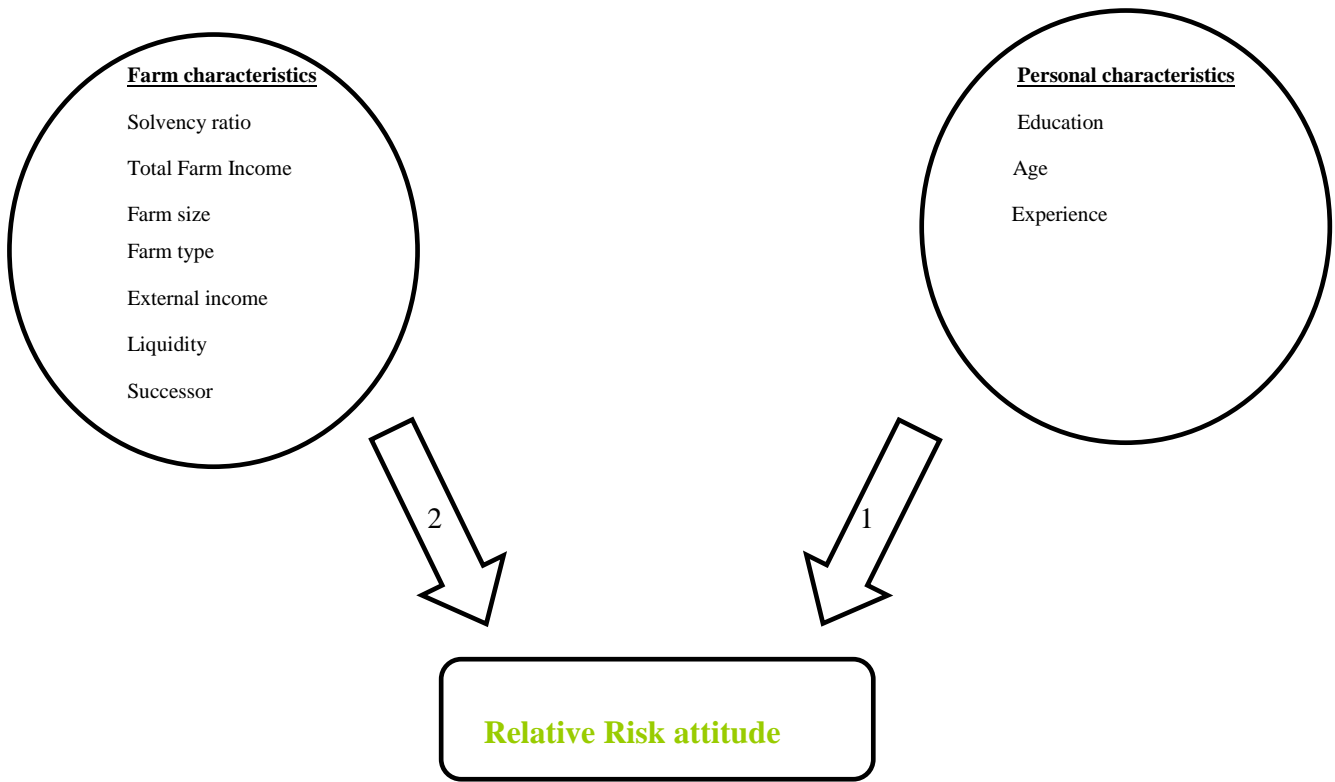 Farm characteristics
Solvency ratio
Total Farm Income
Farm size
Farm type
External income
Liquidity
Successor
Personal characteristics
Education
Age
Experience
2
1
Relative Risk attitude